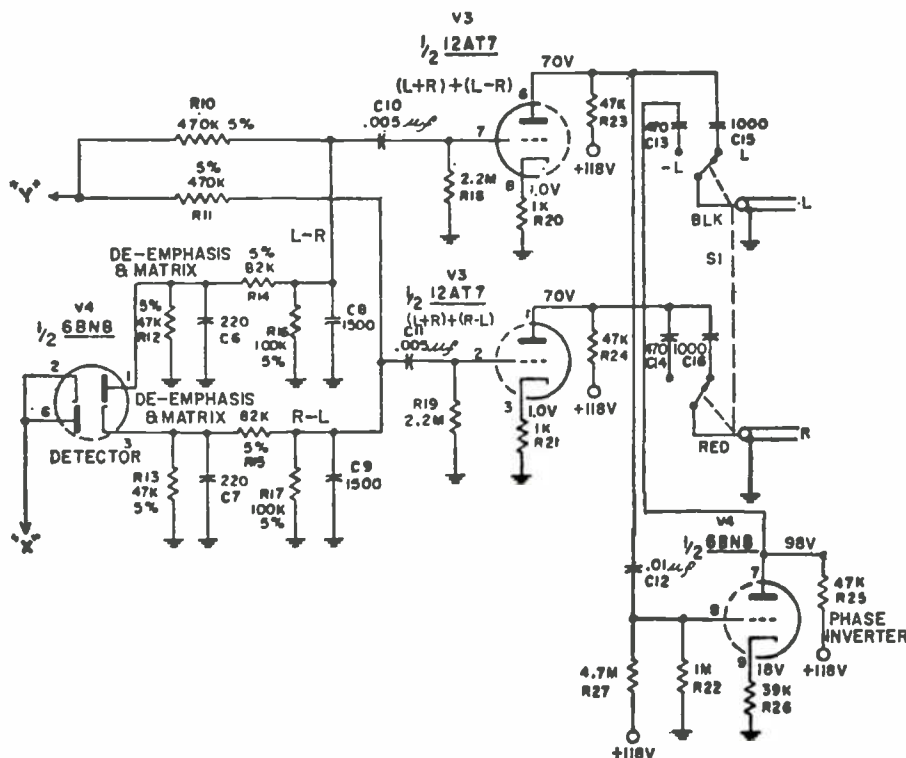 V3
1/2 12AT7
(L+R)+(L-R)
70V
R10
470K 5%
C10
.005 µf
6
7
8
47K
R23
+118V
470
C13
-L
1000
C15
L
"Y"
5%
470K
R11
2.2M
R18
1.0V
1K
R20
BLK
L
S1
L-R
DE-EMPHASIS
& MATRIX
5%
82K
R14
V4
1/2 6BN8
5%
47K
R12
220
C6
R16
100K
5%
C8
1500
V3
1/2 12AT7
(L+R)+(R-L)
70V
C11
.005 µf
1
2
3
47K
R24
+118V
470
C14
1000
C16
2
1
6
3
DETECTOR
DE-EMPHASIS
& MATRIX
82K
5%
R15
R-L
R19
2.2M
1.0V
1K
R21
RED
R
R13
47K
5%
220
C7
R17
100K
5%
C9
1500
"X"
V4
1/2 6BN8
98V
.01 µf
C12
7
8
9
47K
R25
PHASE
INVERTER
+118V
4.7M
R27
1M
R22
18V
39K
R26
+118V